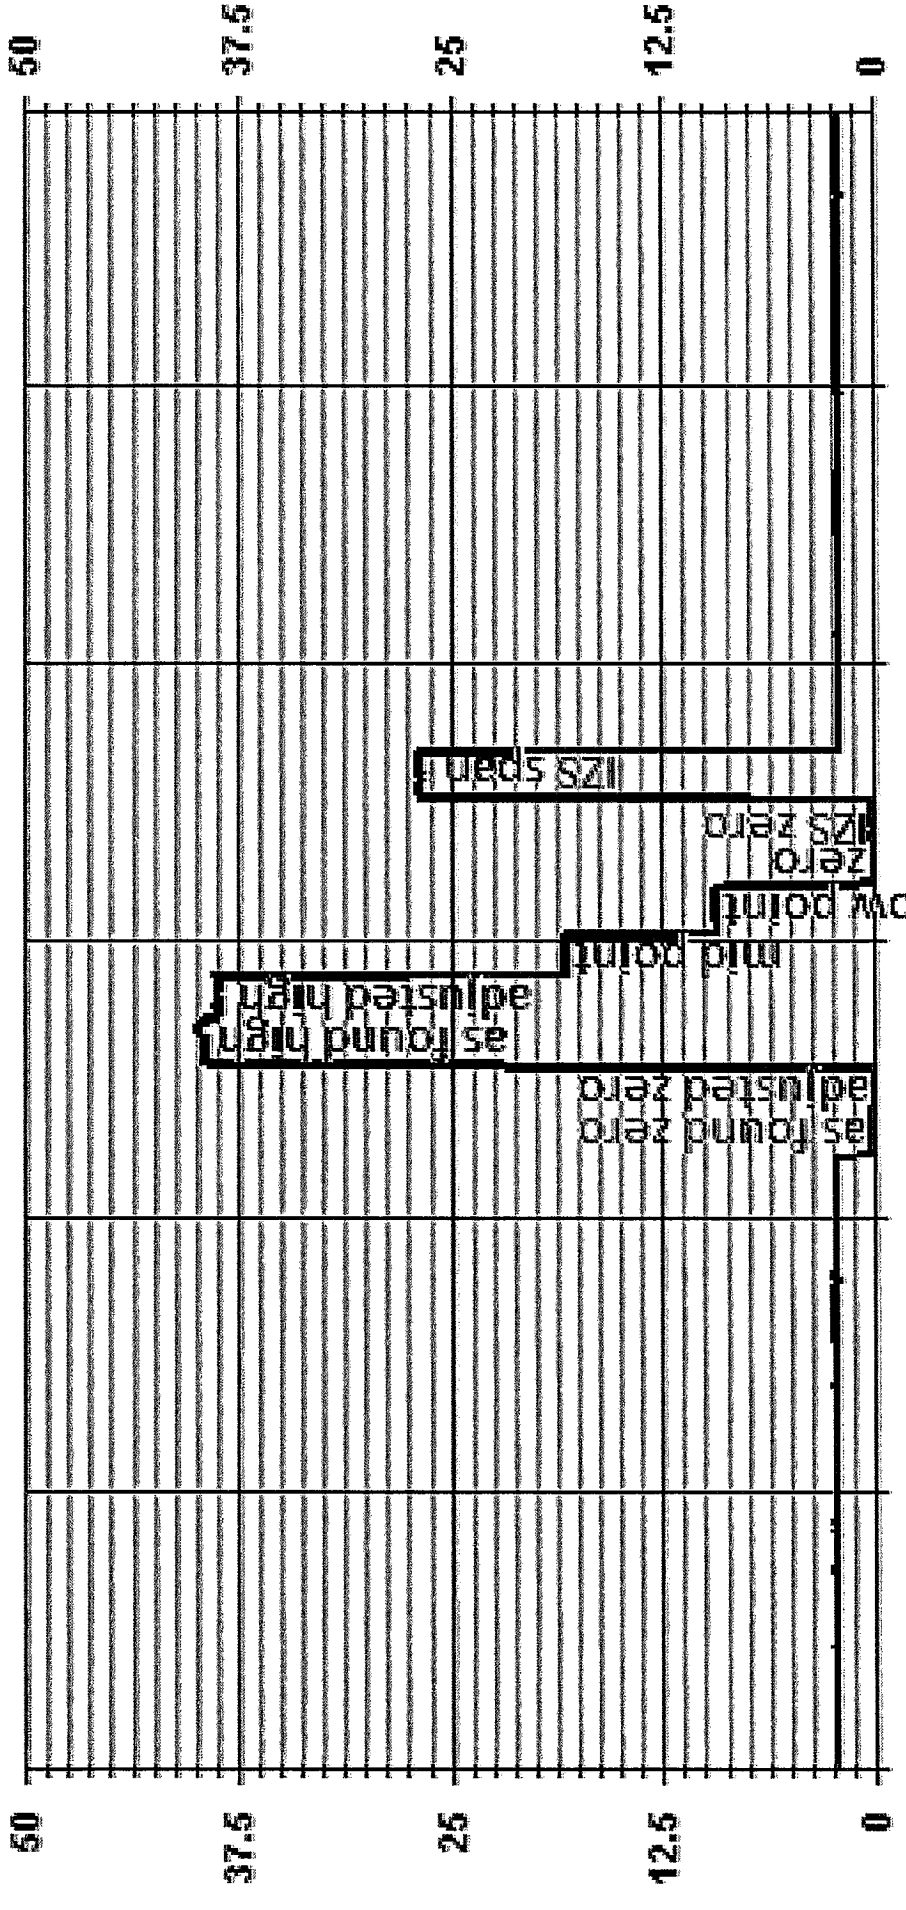 50
37.5
25
12.5
0
IZS span
IZS zero
zero
ow point
mid point
adjusted high
as found high
adjusted zero
as found zero
50
37.5
25
12.5
0